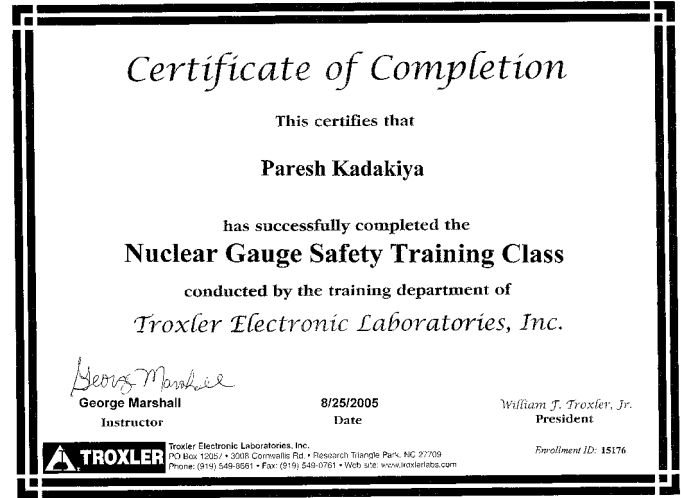 Certificate of Completion
This certifies that
Paresh Kadakiya
has successfully completed the
Nuclear Gauge Safety Training Class
conducted by the training department of
Troxler Electronic Laboratories, Inc.
George Marshall
George Marshall
Instructor
8/25/2005
Date
William F. Troxler, Jr.
President
TROXLER
Troxler Electronic Laboratories, Inc.
PO Box 12057 • 3008 Cornwallis Rd. • Research Triangle Park, NC 27709
Phone: (919) 549-8661 • Fax: (919) 549-0761 • Web site: www.troxlerlabs.com
Enrollment ID: 15176